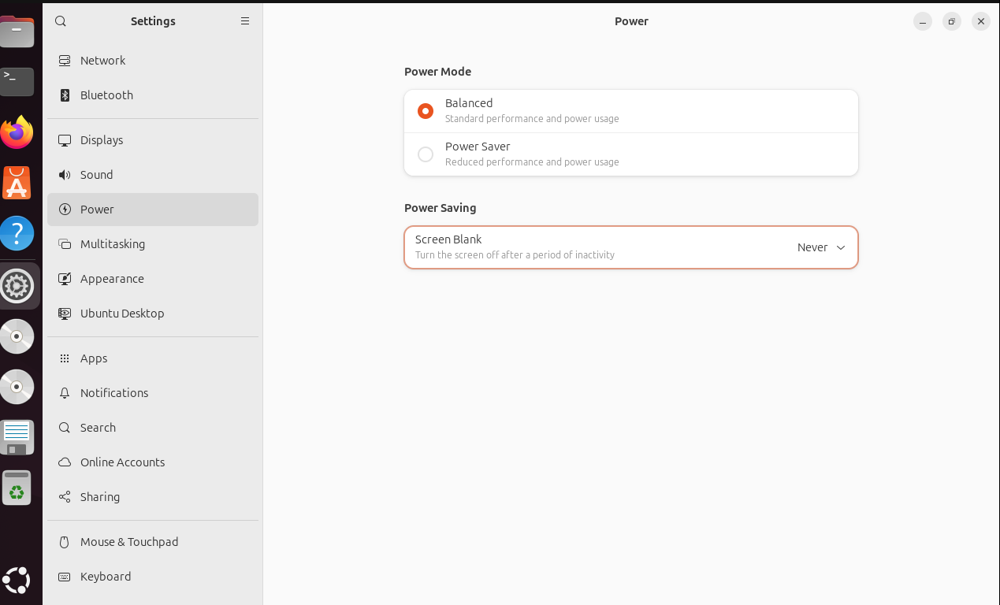 Settings
Power
Network
Bluetooth
Displays
Sound
Power
Multitasking
Appearance
Ubuntu Desktop
Apps
Notifications
Search
Online Accounts
Sharing
Mouse & Touchpad
Keyboard
Power Mode
Balanced
Standard performance and power usage
Power Saver
Reduced performance and power usage
Power Saving
Screen Blank
Turn the screen off after a period of inactivity
Never
>_
A
?